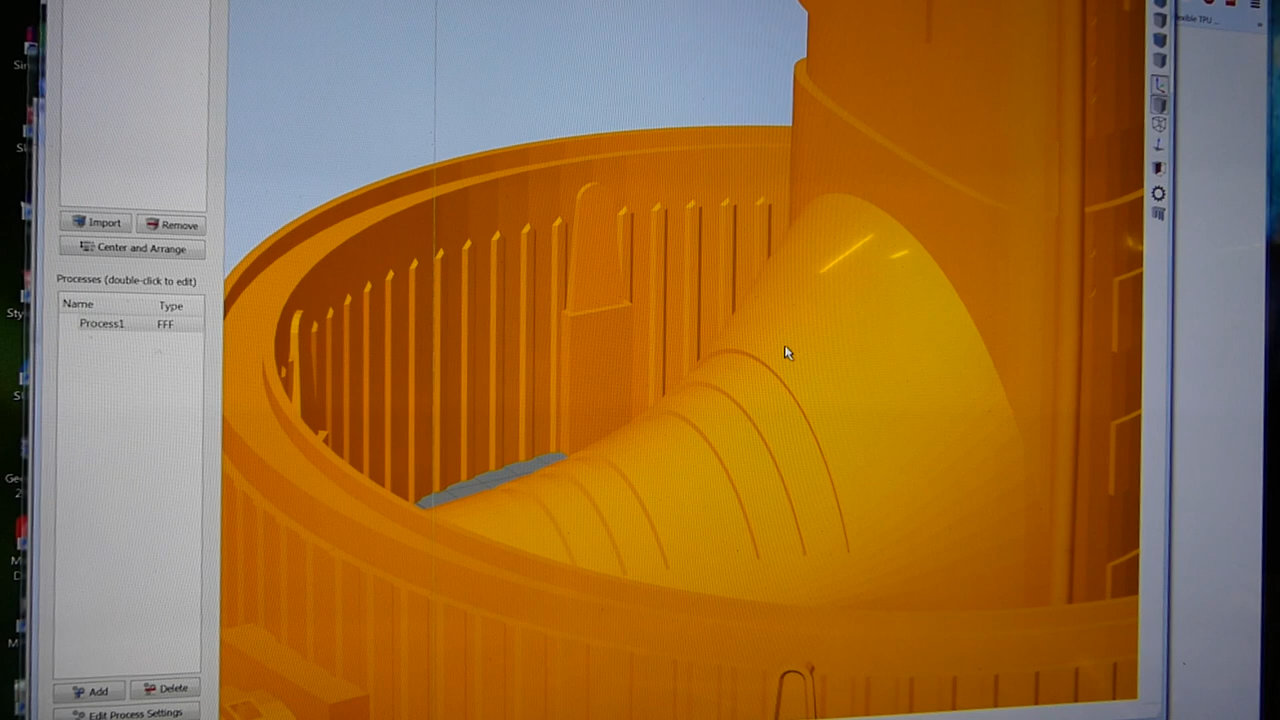 exible TPU ...
Import
Remove
Center and Arrange
Processes (double-click to edit)
Name
Type
Process1
FFF
Add
Delete
Edit Process Settings